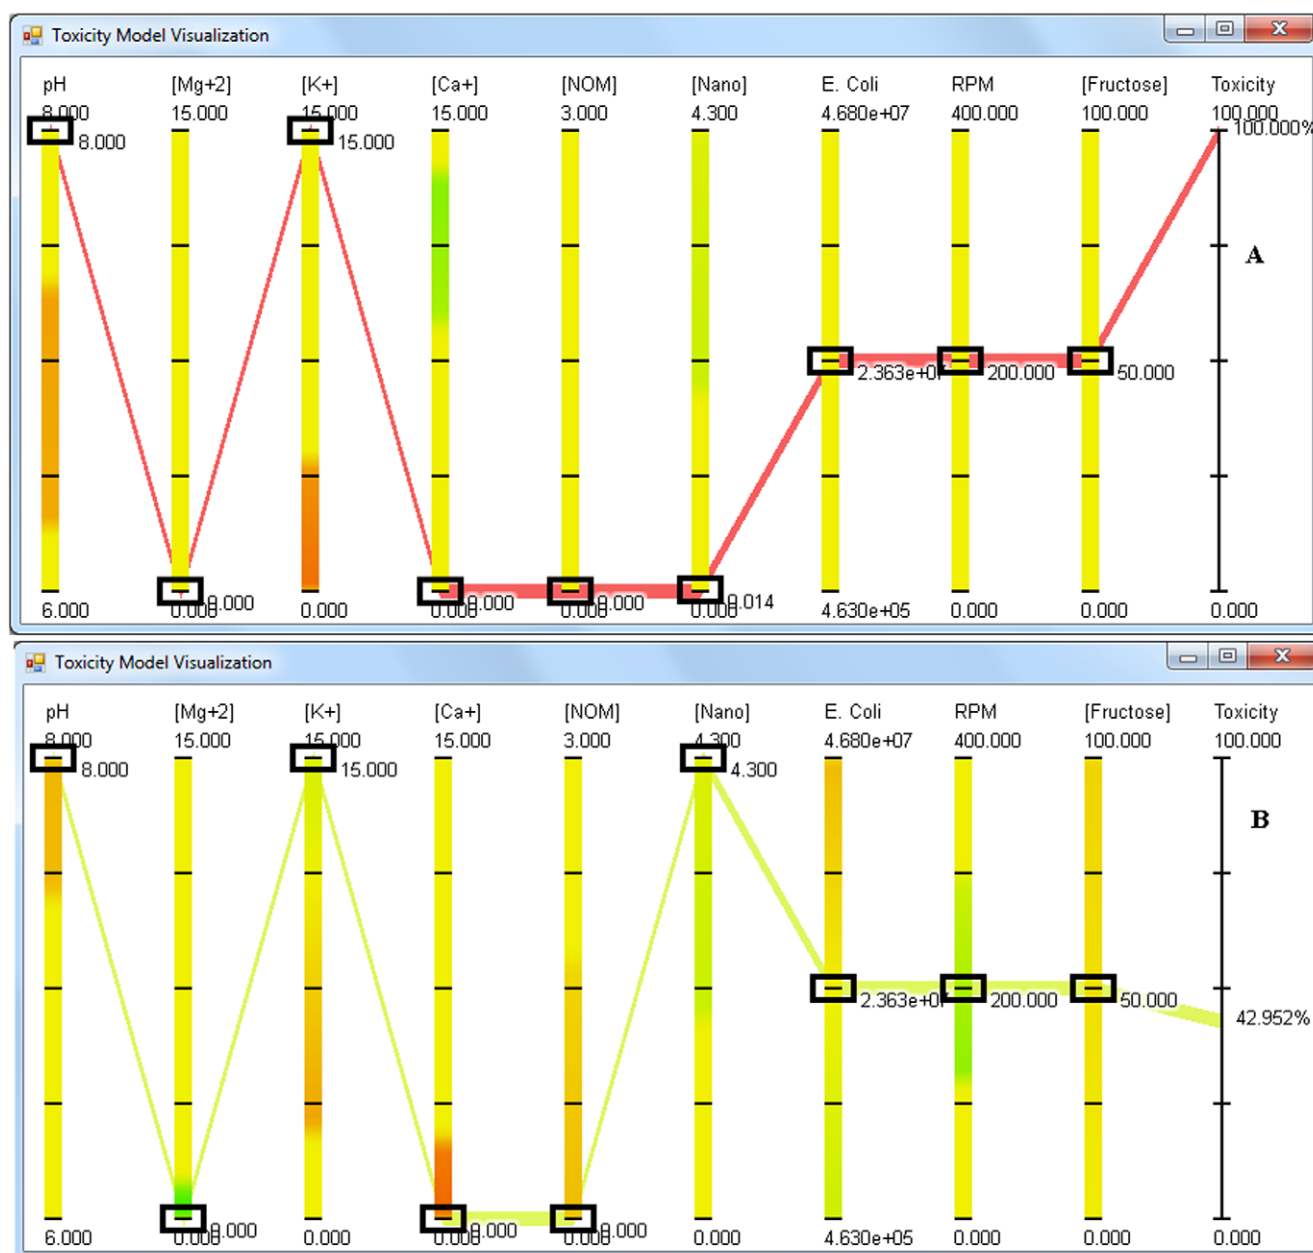 Toxicity Model Visualization
pH [Mg+2] [K+] [Ca+] [NOM] [Nano] E. Coli RPM [Fructose] Toxicity
8.000 15.000 15.000 15.000 3.000 4.300 4.680e+07 400.000 100.000 100.000
8.000 15.000 100.000%
A
2.363e+07 200.000 50.000
0.000 0.000 0.000 0.014
6.000 0.000 0.000 0.000 0.000 0.000 4.630e+05 0.000 0.000 0.000
Toxicity Model Visualization
pH [Mg+2] [K+] [Ca+] [NOM] [Nano] E. Coli RPM [Fructose] Toxicity
8.000 15.000 15.000 15.000 3.000 4.300 4.680e+07 400.000 100.000 100.000
8.000 15.000 4.300
B
2.363e+07 200.000 50.000
42.952%
0.000 0.000 0.000
6.000 0.000 0.000 0.000 0.000 0.000 4.630e+05 0.000 0.000 0.000